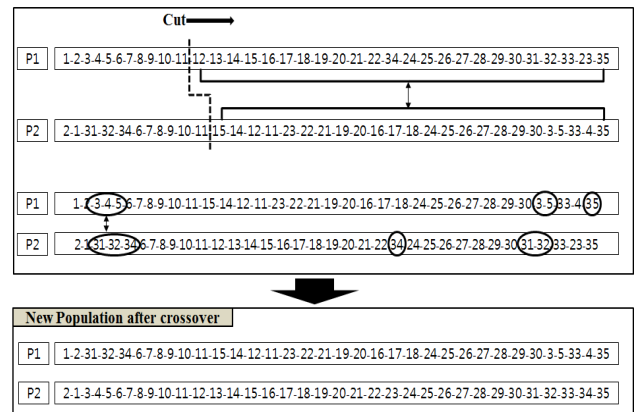 Cut
P1 1-2-3-4-5-6-7-8-9-10-11-12-13-14-15-16-17-18-19-20-21-22-34-24-25-26-27-28-29-30-31-32-33-23-35
P2 2-1-31-32-34-6-7-8-9-10-11-15-14-12-11-23-22-21-19-20-16-17-18-24-25-26-27-28-29-30-3-5-33-4-35
P1 1-2-3-4-5-6-7-8-9-10-11-15-14-12-11-23-22-21-19-20-16-17-18-24-25-26-27-28-29-30-3-5-33-4-35
P2 2-1-31-32-34-6-7-8-9-10-11-12-13-14-15-16-17-18-19-20-21-22-34-24-25-26-27-28-29-30-31-32-33-23-35
New Population after crossover
P1 1-2-31-32-34-6-7-8-9-10-11-15-14-12-11-23-22-21-19-20-16-17-18-24-25-26-27-28-29-30-3-5-33-4-35
P2 2-1-3-4-5-6-7-8-9-10-11-12-13-14-15-16-17-18-19-20-21-22-23-24-25-26-27-28-29-30-31-32-33-34-35